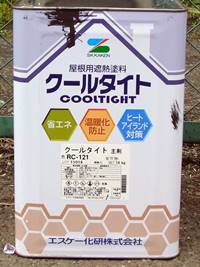 SK KAKEN
屋根用遮熱塗料
クールタイト
COOLTIGHT
省エネ
温暖化
防止
ヒート
アイランド
対策
クールタイト 主剤
RC-121
エスケー化研株式会社